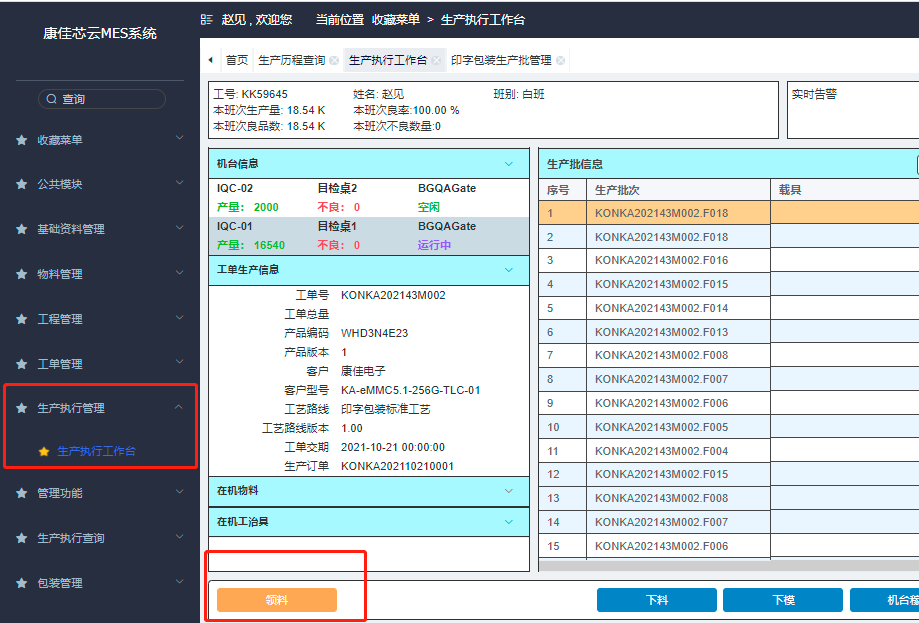 康佳芯云MES系统
赵见 , 欢迎您 当前位置 收藏菜单 > 生产执行工作台
首页 生产历程查询 生产执行工作台 印字包装生产批管理
查询
收藏菜单
公共模块
基础资料管理
物料管理
工程管理
工单管理
生产执行管理
生产执行工作台
管理功能
生产执行查询
包装管理
工号: KK59645 姓名: 赵见 班别: 白班
本班次生产量: 18.54 K 本班次良率:100.00 %
本班次良品数: 18.54 K 本班次不良数量:0
实时告警
机台信息
IQC-02 目检桌2 BGQAGate
产量： 2000 不良： 0 空闲
IQC-01 目检桌1 BGQAGate
产量： 16540 不良： 0 运行中
工单生产信息
工单号 KONKA202143M002
工单总量
产品编码 WHD3N4E23
产品版本 1
客户 康佳电子
客户型号 KA-eMMC5.1-256G-TLC-01
工艺路线 印字包装标准工艺
工艺路线版本 1.00
工单交期 2021-10-21 00:00:00
生产订单 KONKA202110210001
在机物料
在机工治具
生产批信息
序号 生产批次 载具
1 KONKA202143M002.F018
2 KONKA202143M002.F018
3 KONKA202143M002.F016
4 KONKA202143M002.F015
5 KONKA202143M002.F014
6 KONKA202143M002.F013
7 KONKA202143M002.F008
8 KONKA202143M002.F007
9 KONKA202143M002.F006
10 KONKA202143M002.F005
11 KONKA202143M002.F004
12 KONKA202143M002.F015
13 KONKA202143M002.F008
14 KONKA202143M002.F007
15 KONKA202143M002.F006
领料 下料 下模 机台